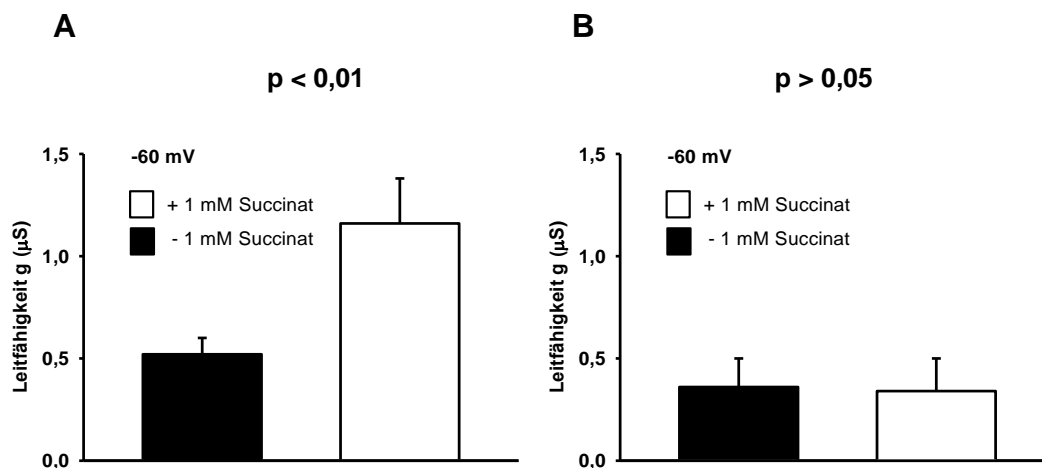 A
p < 0,01
Leitfähigkeit g (µS)
1,5
1,0
0,5
0,0
-60 mV
+ 1 mM Succinat
- 1 mM Succinat
B
p > 0,05
Leitfähigkeit g (µS)
1,5
1,0
0,5
0,0
-60 mV
+ 1 mM Succinat
- 1 mM Succinat